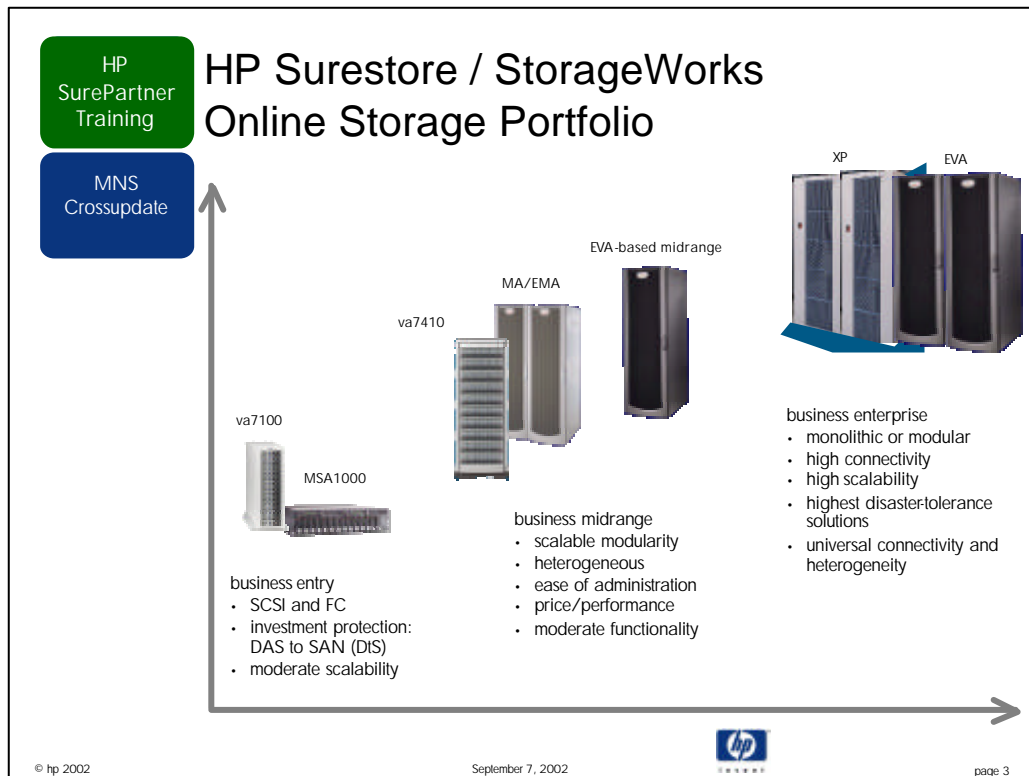 HP
SurePartner
Training
MNS
Crossupdate
HP Surestore / StorageWorks
Online Storage Portfolio
XP
EVA
EVA-based midrange
MA/EMA
va7410
va7100
MSA1000
business entry
• SCSI and FC
• investment protection:
DAS to SAN (DtS)
• moderate scalability
business midrange
• scalable modularity
• heterogeneous
• ease of administration
• price/performance
• moderate functionality
business enterprise
• monolithic or modular
• high connectivity
• high scalability
• highest disaster-tolerance
solutions
• universal connectivity and
heterogeneity
© hp 2002
September 7, 2002
hp
page 3